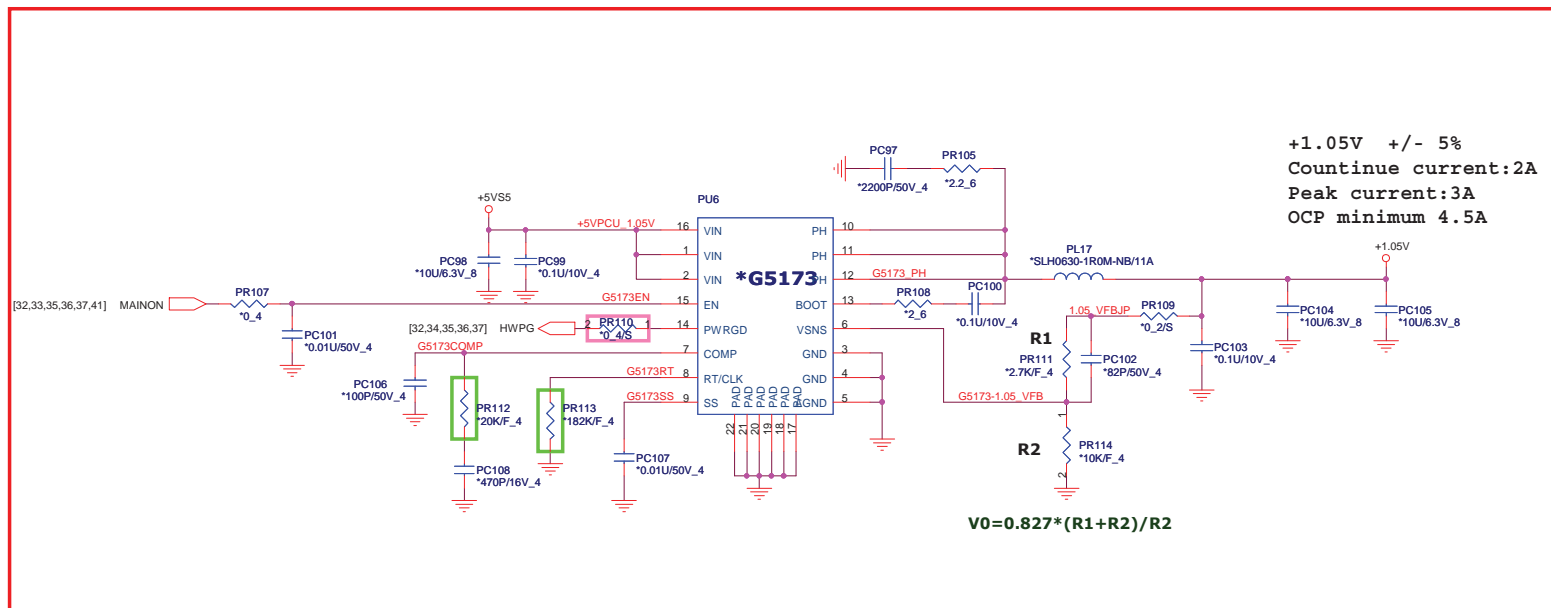 +1.05V +/- 5%
Countinue current:2A
Peak current:3A
OCP minimum 4.5A
PC97
*2200P/50V_4
PR105
*2.2_6
PU6
+5VS5
+5VPCU_1.05V
PC98
*10U/6.3V_8
PC99
*0.1U/10V_4
16 VIN
1 VIN
2 VIN
15 EN
14 PWRGD
7 COMP
8 RT/CLK
9 SS
*G5173
PH 10
PH 11
PH 12
BOOT 13
VSNS 6
GND 3
GND 4
AGND 5
PAD PAD PAD PAD PAD PAD
22 21 20 19 18 17
[32,33,35,36,37,41] MAINON
PR107
*0_4
G5173EN
PC101
*0.01U/50V_4
[32,34,35,36,37] HWPG
2 PR110 1
*0_4/S
G5173COMP
PC106
*100P/50V_4
PR112
*20K/F_4
PC108
*470P/16V_4
G5173RT
PR113
*182K/F_4
G5173SS
PC107
*0.01U/50V_4
G5173_PH
PL17
*SLH0630-1R0M-NB/11A
+1.05V
PR108
*2_6
PC100
*0.1U/10V_4
1.05_VFBJP
PR109
*0_2/S
PC104
*10U/6.3V_8
PC105
*10U/6.3V_8
PC103
*0.1U/10V_4
R1
PR111
*2.7K/F_4
PC102
*82P/50V_4
G5173-1.05_VFB
R2
1
PR114
*10K/F_4
2
V0=0.827*(R1+R2)/R2